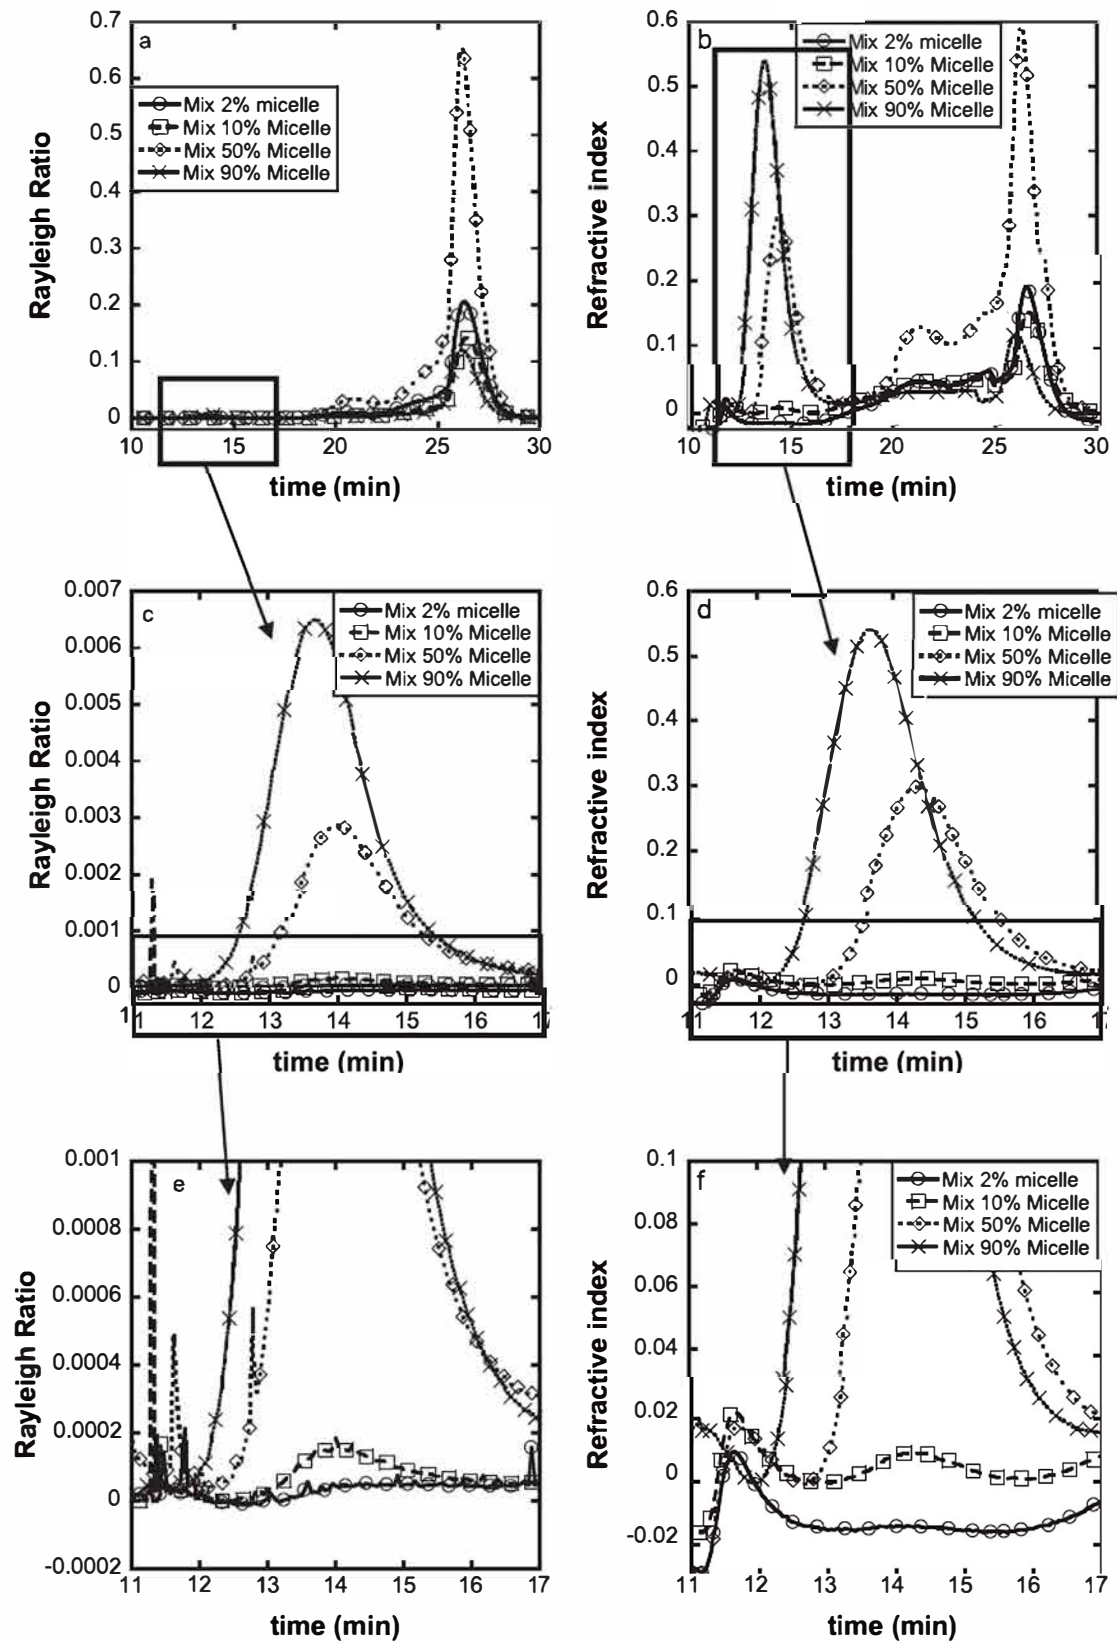 a
0.7
0.6
0.5
0.4
0.3
0.2
0.1
0
Rayleigh Ratio
Mix 2% micelle
Mix 10% Micelle
Mix 50% Micelle
Mix 90% Micelle
10 15 20 25 30
time (min)
b
0.6
0.5
0.4
0.3
0.2
0.1
0
Refractive index
Mix 2% micelle
Mix 10% Micelle
Mix 50% Micelle
Mix 90% Micelle
10 15 20 25 30
time (min)
c
0.007
0.006
0.005
0.004
0.003
0.002
0.001
0
Rayleigh Ratio
Mix 2% micelle
Mix 10% Micelle
Mix 50% Micelle
Mix 90% Micelle
12 13 14 15 16
time (min)
d
0.6
0.5
0.4
0.3
0.2
0.1
0
Refractive index
Mix 2% micelle
Mix 10% Micelle
Mix 50% Micelle
Mix 90% Micelle
12 13 14 15 16
time (min)
e
0.001
0.0008
0.0006
0.0004
0.0002
0
-0.0002
Rayleigh Ratio
11 12 13 14 15 16 17
time (min)
f
0.1
0.08
0.06
0.04
0.02
0
-0.02
Refractive index
Mix 2% micelle
Mix 10% Micelle
Mix 50% Micelle
Mix 90% Micelle
11 12 13 14 15 16 17
time (min)